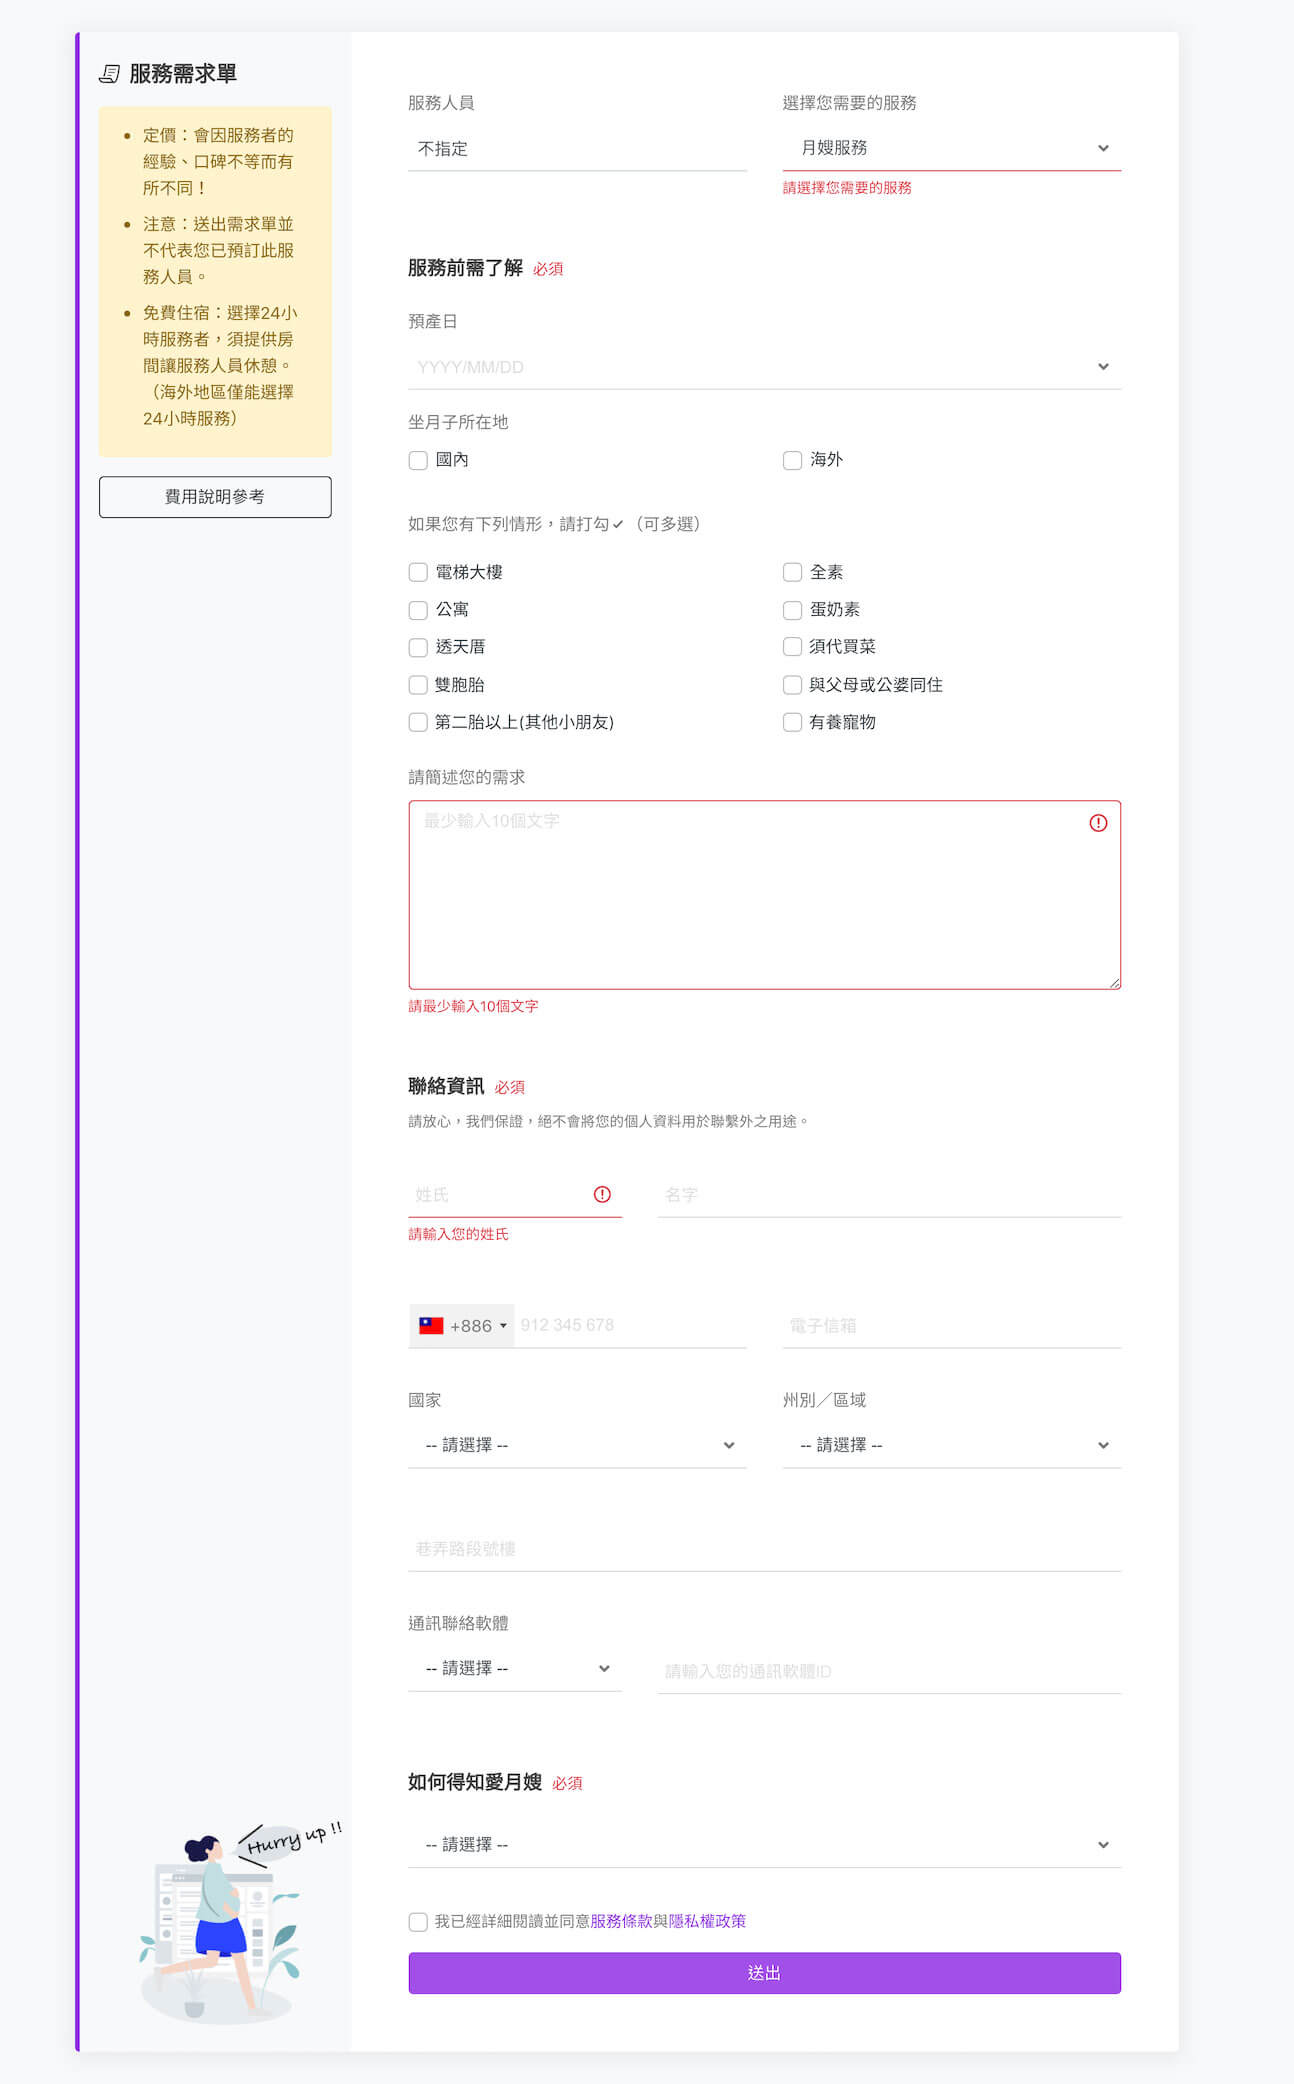 服務需求單
定價：會因服務者的
經驗、口碑不等而有
所不同！
注意：送出需求單並
不代表您已預訂此服
務人員。
免費住宿：選擇24小
時服務者，須提供房
間讓服務人員休憩。
（海外地區僅能選擇
24小時服務）
費用說明參考
Hurry up !!
服務人員
不指定
選擇您需要的服務
月嫂服務
請選擇您需要的服務
服務前需了解 必須
預產日
YYYY/MM/DD
坐月子所在地
國內
海外
如果您有下列情形，請打勾✓（可多選）
電梯大樓
全素
公寓
蛋奶素
透天厝
須代買菜
雙胞胎
與父母或公婆同住
第二胎以上(其他小朋友)
有養寵物
請簡述您的需求
最少輸入10個文字
請最少輸入10個文字
聯絡資訊 必須
請放心，我們保證，絕不會將您的個人資料用於聯繫外之用途。
姓氏
名字
請輸入您的姓氏
+886 912 345 678
電子信箱
國家
州別／區域
-- 請選擇 --
-- 請選擇 --
巷弄路段號樓
通訊聯絡軟體
-- 請選擇 --
請輸入您的通訊軟體ID
如何得知愛月嫂 必須
-- 請選擇 --
我已經詳細閱讀並同意服務條款與隱私權政策
送出